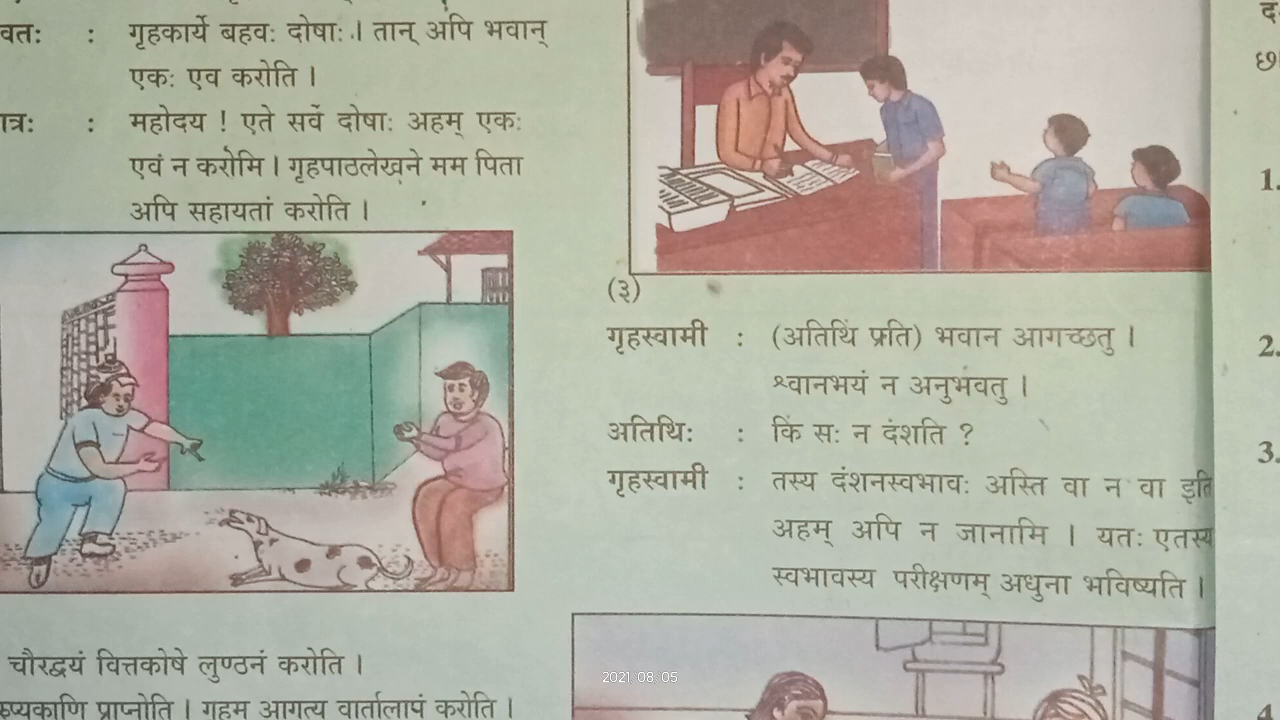 वतः : गृहकार्ये बहवः दोषाः । तान् अपि भवान्
एकः एव करोति ।
त्रः : महोदय ! एते सर्वे दोषाः अहम् एकः
एवं न करोमि । गृहपाठलेखने मम पिता
अपि सहायतां करोति ।
चौरद्वयं वित्तकोषे लुण्ठनं करोति ।
रूप्यकाणि प्राप्नोति । गृहम् आगत्य वार्तालापं करोति ।
(३)
गृहस्वामी : (अतिथिं प्रति) भवान आगच्छतु ।
श्वानभयं न अनुभवतु ।
अतिथिः : किं सः न दंशति ?
गृहस्वामी : तस्य दंशनस्वभावः अस्ति वा न वा इति
अहम् अपि न जानामि । यतः एतस्य
स्वभावस्य परीक्षणम् अधुना भविष्यति ।
1.
2.
3.
2021 08 05